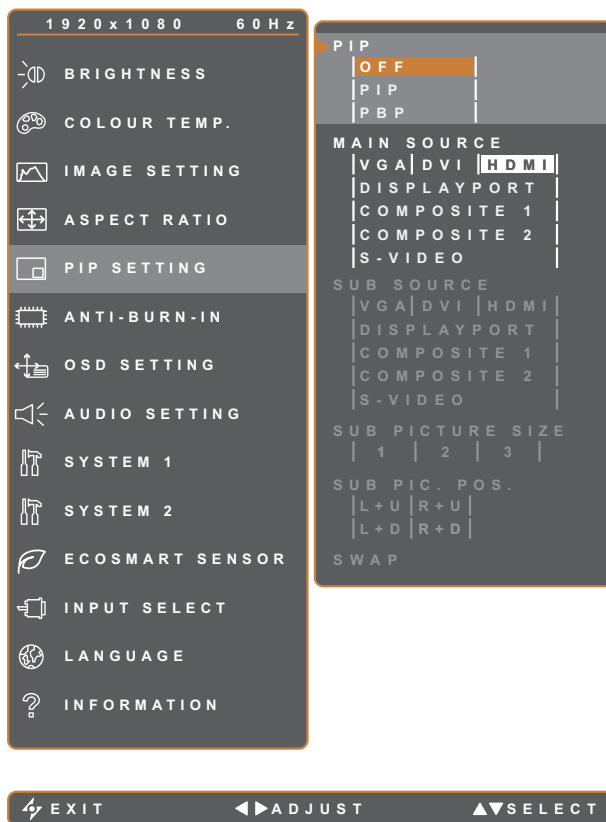 1920x1080 60Hz
BRIGHTNESS
COLOUR TEMP.
IMAGE SETTING
ASPECT RATIO
PIP SETTING
ANTI-BURN-IN
OSD SETTING
AUDIO SETTING
SYSTEM 1
SYSTEM 2
ECOSMART SENSOR
INPUT SELECT
LANGUAGE
INFORMATION
PIP
OFF
PIP
PBP
MAIN SOURCE
VGA DVI HDMI
DISPLAYPORT
COMPOSITE 1
COMPOSITE 2
S-VIDEO
SUB SOURCE
VGA DVI HDMI
DISPLAYPORT
COMPOSITE 1
COMPOSITE 2
S-VIDEO
SUB PICTURE SIZE
1 2 3
SUB PIC. POS.
L+U R+U
L+D R+D
SWAP
EXIT ADJUST SELECT